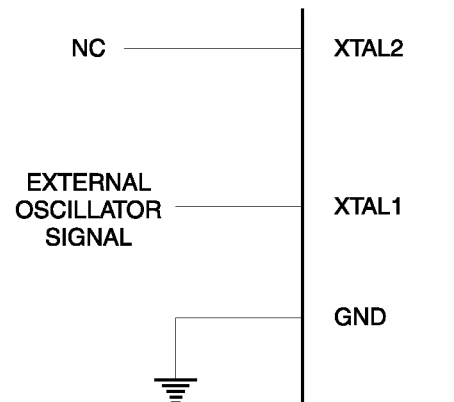 NC XTAL2
EXTERNAL
OSCILLATOR
SIGNAL
XTAL1
GND